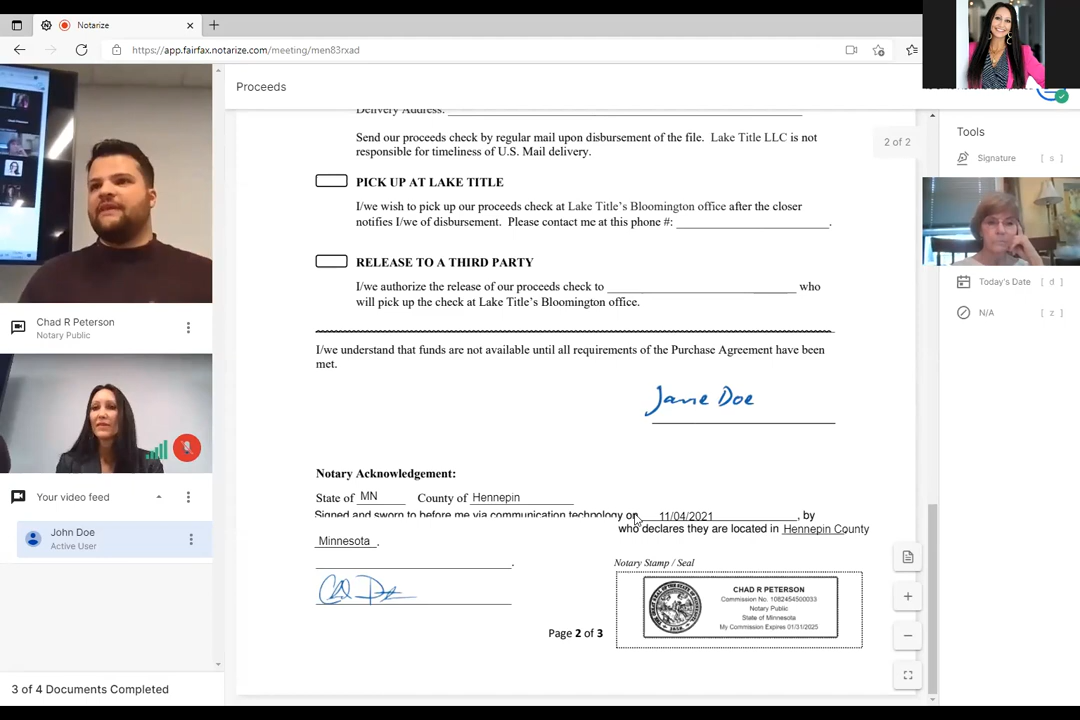 Notarize
https://app.fairfax.notarize.com/meeting/men83rxad
Proceeds
Delivery Address:
2 of 2
Send our proceeds check by regular mail upon disbursement of the file. Lake Title LLC is not
responsible for timeliness of U.S. Mail delivery.
PICK UP AT LAKE TITLE
I/we wish to pick up our proceeds check at Lake Title's Bloomington office after the closer
notifies I/we of disbursement. Please contact me at this phone #:
RELEASE TO A THIRD PARTY
I/we authorize the release of our proceeds check to who
will pick up the check at Lake Title's Bloomington office.
I/we understand that funds are not available until all requirements of the Purchase Agreement have been
met.
Jane Doe
Notary Acknowledgement:
State of MN County of Hennepin
Signed and sworn to before me via communication technology on 11/04/2021, by
who declares they are located in Hennepin County
Minnesota.
Notary Stamp / Seal
CHAD R PETERSON
Commission No. 1082454500033
Notary Public
State of Minnesota
My Commission Expires 01/31/2025
Page 2 of 3
Chad R Peterson
Notary Public
Your video feed
John Doe
Active User
3 of 4 Documents Completed
Tools
Signature [ s ]
Today's Date [ d ]
N/A [ z ]